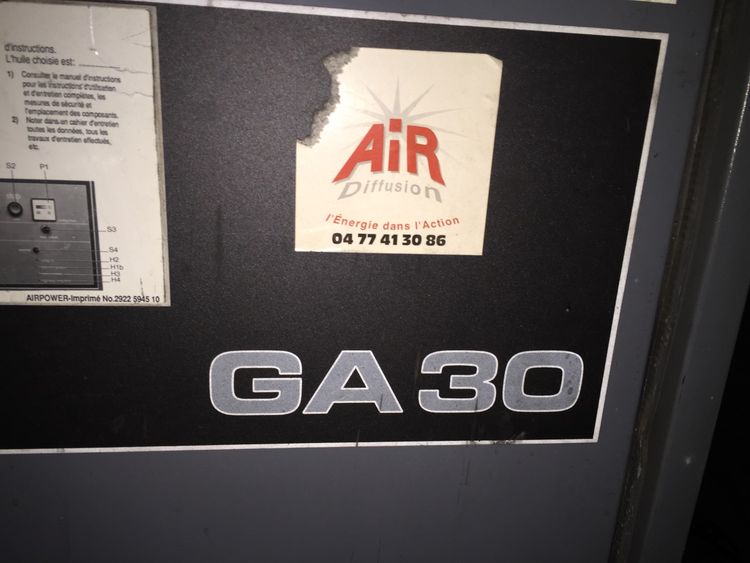 d'instructions.
L'huile choisie est:
1) Consulter le manuel d'instructions
pour les instructions d'utilisation
et d'entretien complètes, les
mesures de sécurité et
l'emplacement des composants.
2) Noter dans un cahier d'entretien
toutes les données, tous les
travaux d'entretien effectués,
etc.
S2 P1
S3
S4
H2
H1b
H3
H4
AIRPOWER-Imprimé No.2922 5945 10
AiR
Diffusion
l'Énergie dans l'Action
04 77 41 30 86
GA 30